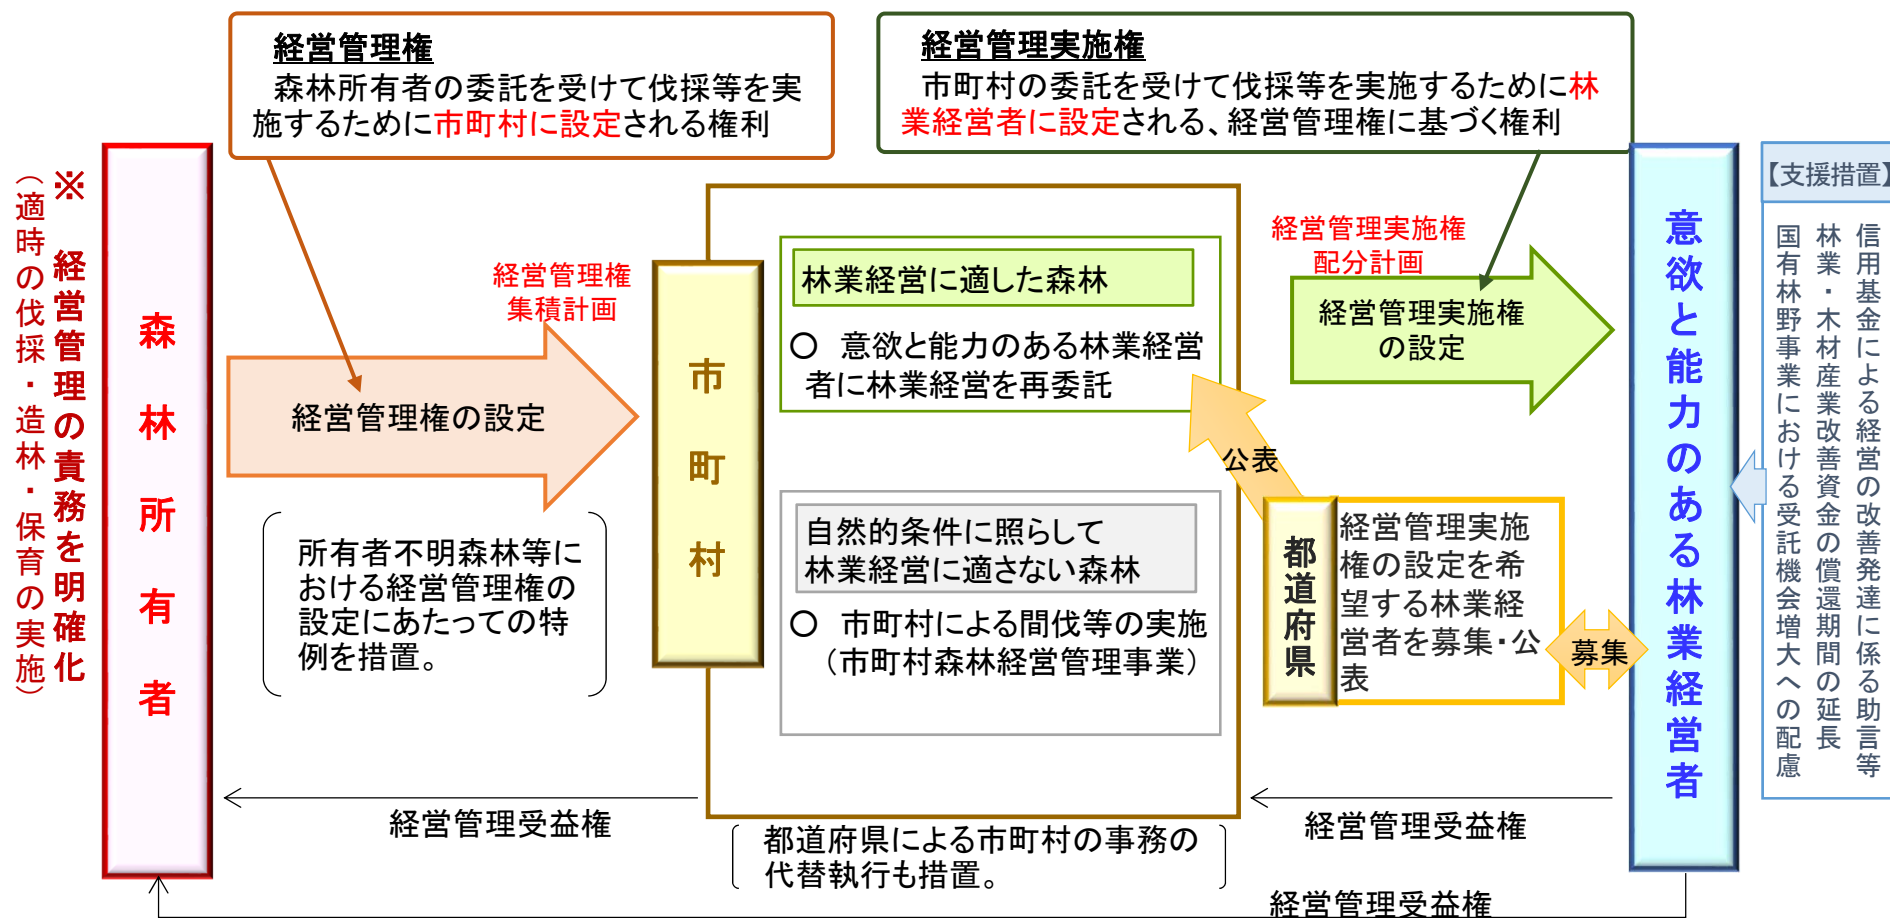 経営管理権
森林所有者の委託を受けて伐採等を実
施するために市町村に設定される権利
経営管理実施権
市町村の委託を受けて伐採等を実施するために林
業経営者に設定される、経営管理権に基づく権利
※　経営管理の責務を明確化
（適時の伐採・造林・保育の実施）
森林所有者
経営管理権
集積計画
経営管理権の設定
所有者不明森林等に
おける経営管理権の
設定にあたっての特
例を措置。
市町村
林業経営に適した森林
○　意欲と能力のある林業経営
者に林業経営を再委託
自然的条件に照らして
林業経営に適さない森林
○　市町村による間伐等の実施
（市町村森林経営管理事業）
経営管理実施権
配分計画
経営管理実施権
の設定
公表
都道府県
経営管理実施
権の設定を希
望する林業経
営者を募集・公
表
募集
意欲と能力のある林業経営者
【支援措置】
信用基金による経営の改善発達に係る助言等
林業・木材産業改善資金の償還期間の延長
国有林野事業における受託機会増大への配慮
経営管理受益権
経営管理受益権
都道府県による市町村の事務の
代替執行も措置。
経営管理受益権